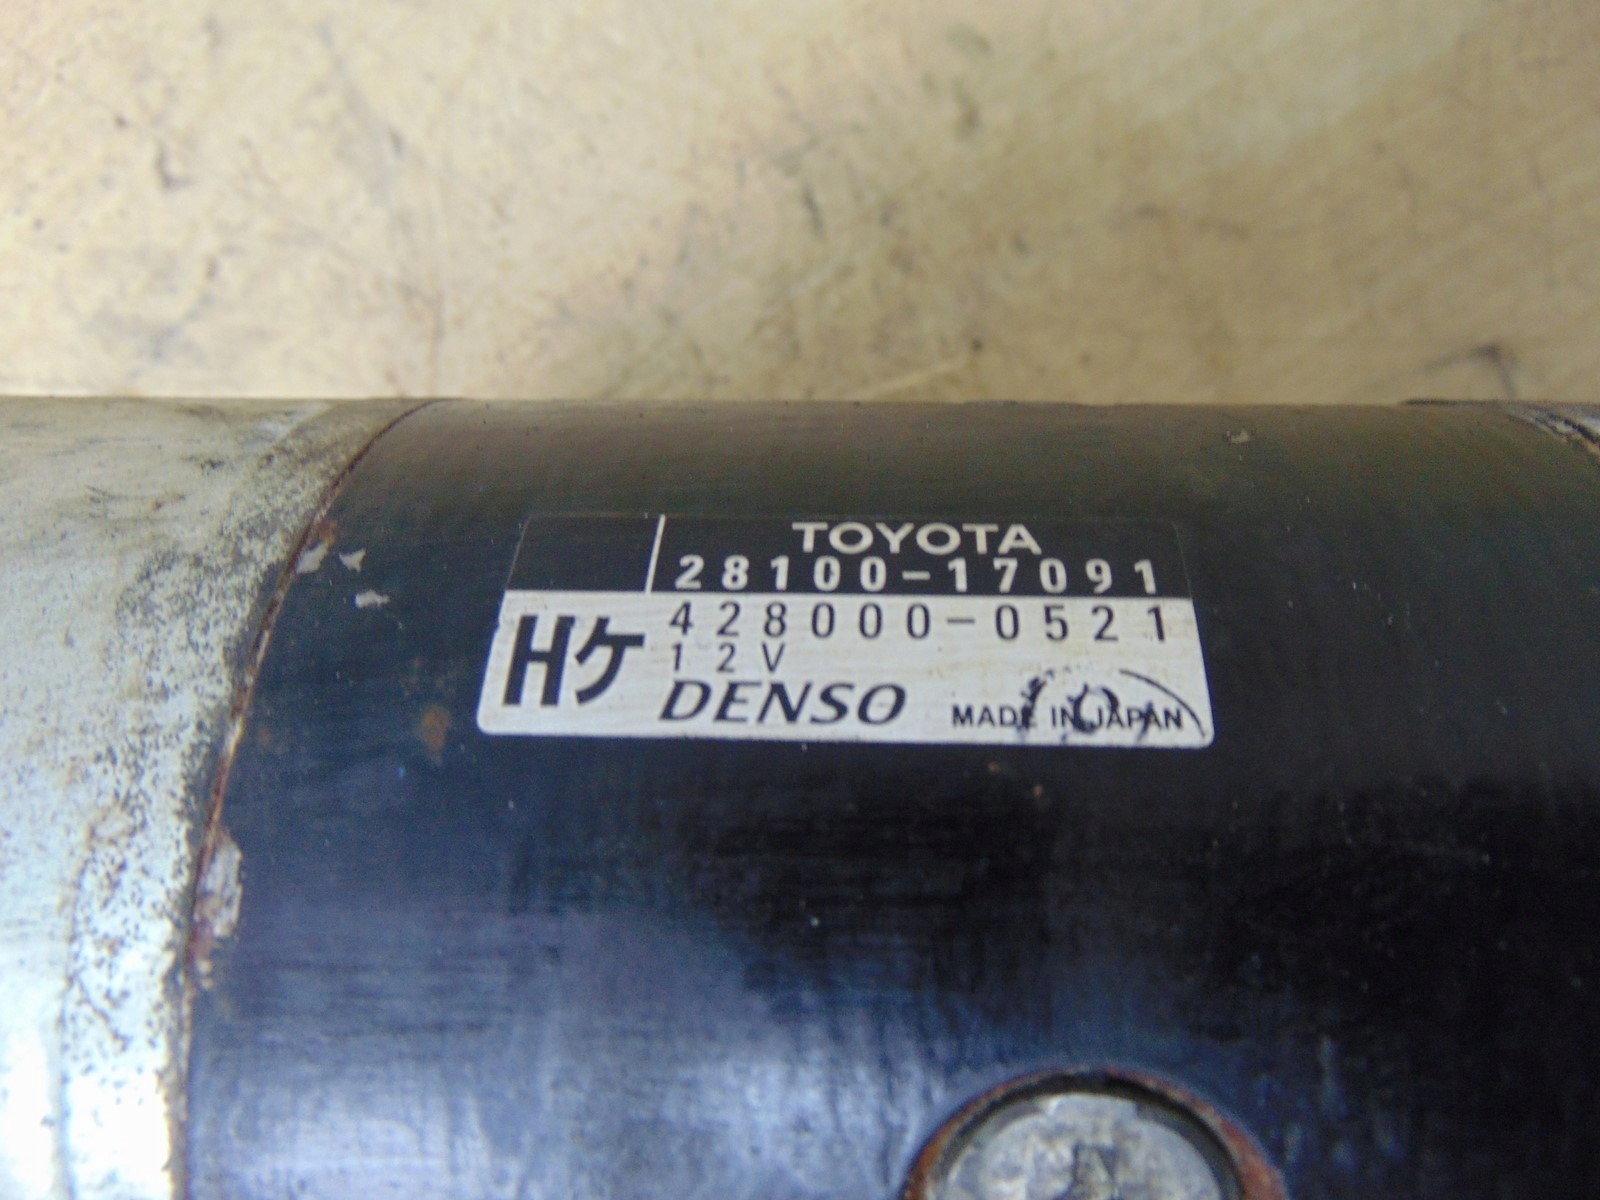 TOYOTA
28100-17091
428000-0521
Hケ
12V
DENSO MADE IN JAPAN